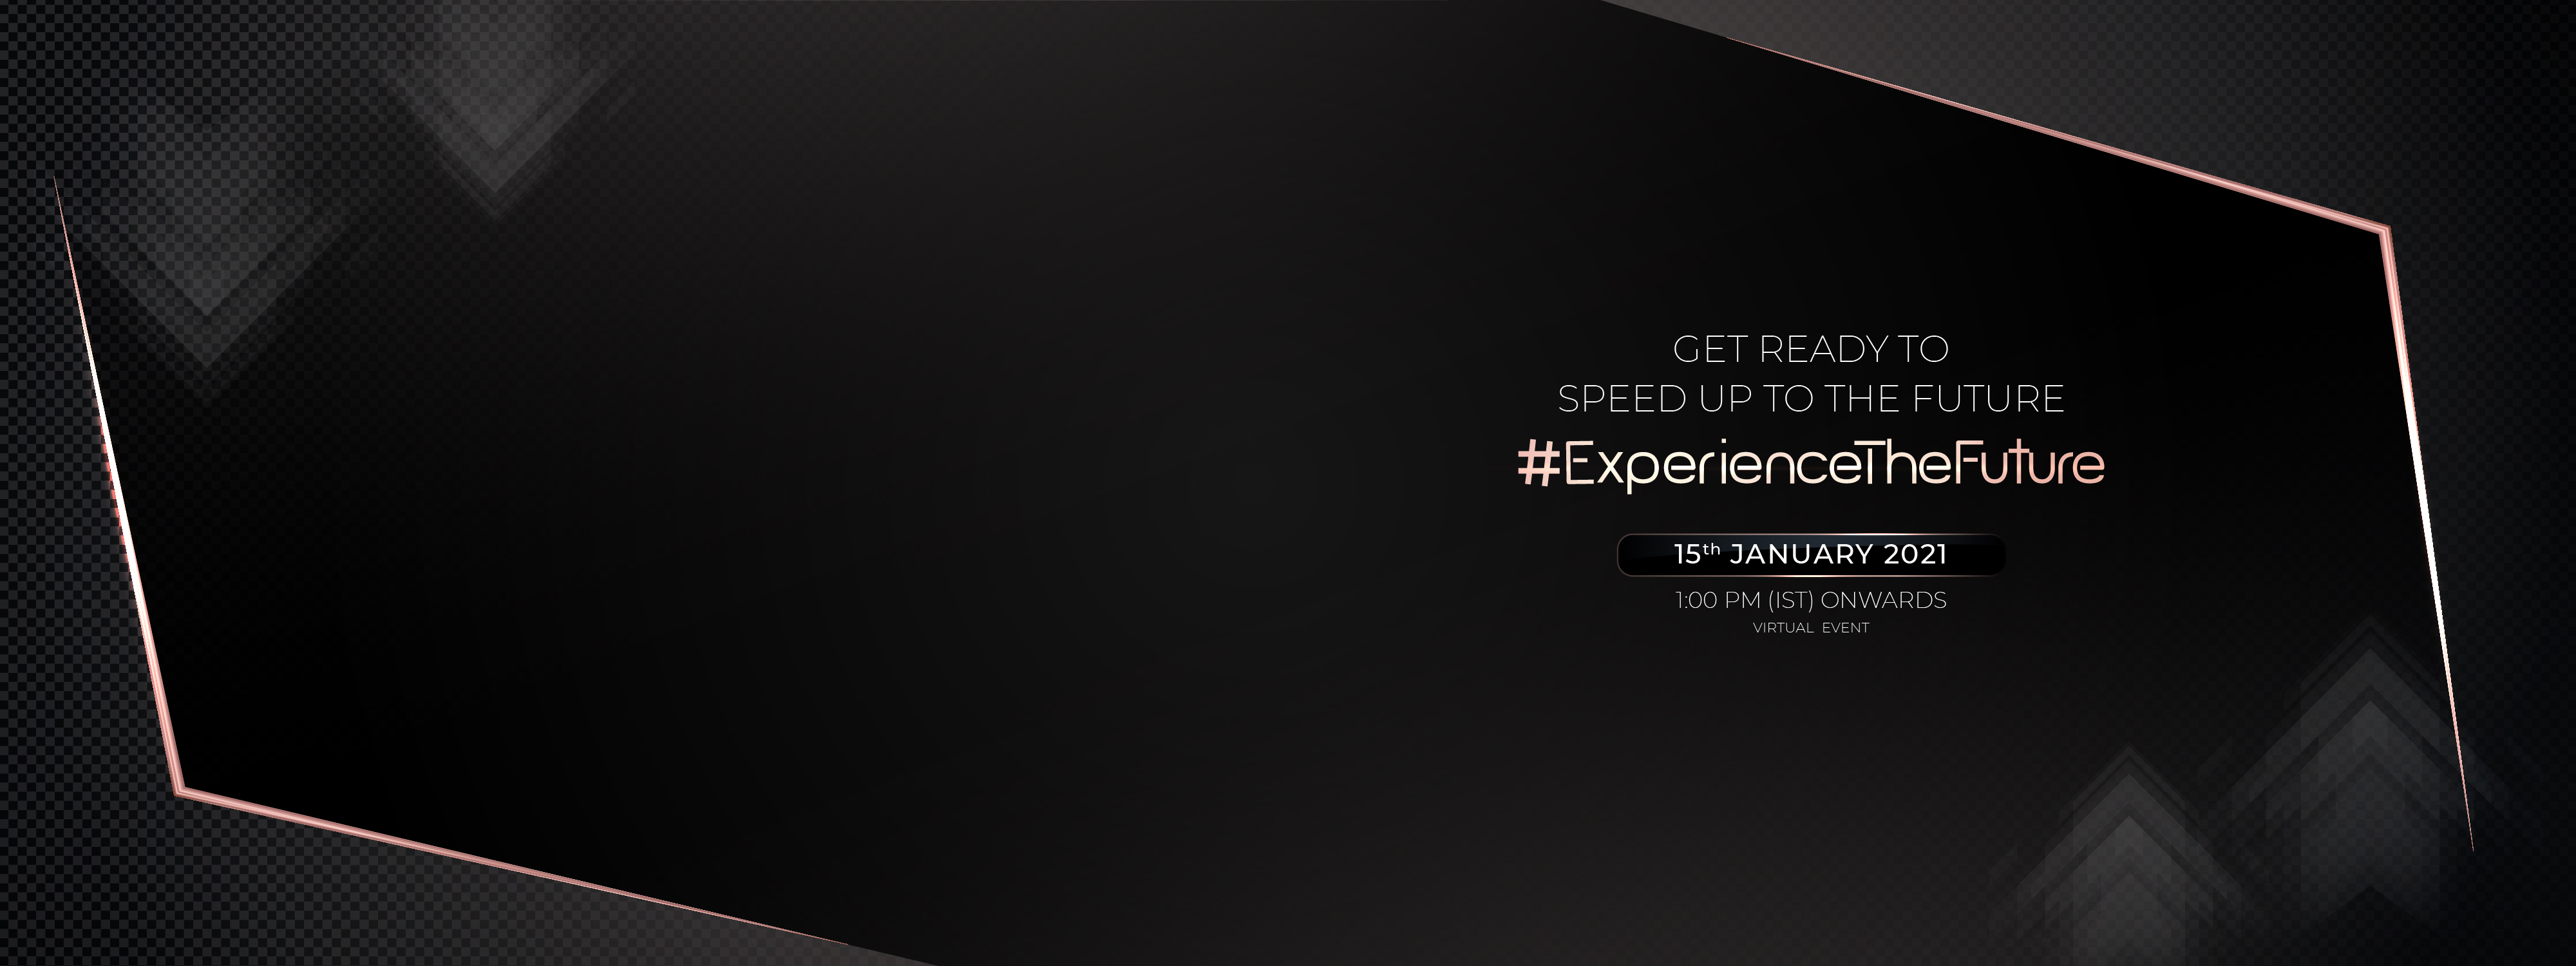 GET READY TO
SPEED UP TO THE FUTURE
#ExperienceTheFuture
15th JANUARY 2021
1:00 PM (IST) ONWARDS
VIRTUAL EVENT